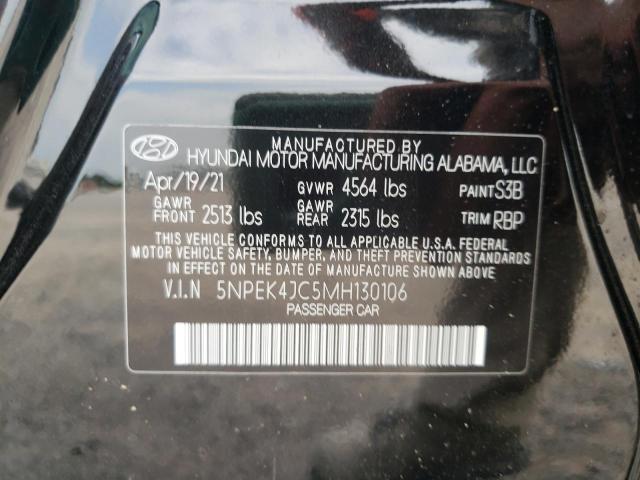 MANUFACTURED BY
HYUNDAI MOTOR MANUFACTURING ALABAMA, LLC
Apr/19/21 GVWR 4564 lbs PAINT S3B
GAWR FRONT 2513 lbs GAWR REAR 2315 lbs TRIM RBP
THIS VEHICLE CONFORMS TO ALL APPLICABLE U.S.A. FEDERAL
MOTOR VEHICLE SAFETY, BUMPER, AND THEFT PREVENTION STANDARDS
IN EFFECT ON THE DATE OF MANUFACTURE SHOWN ABOVE.
V.I.N 5NPEK4JC5MH130106
PASSENGER CAR